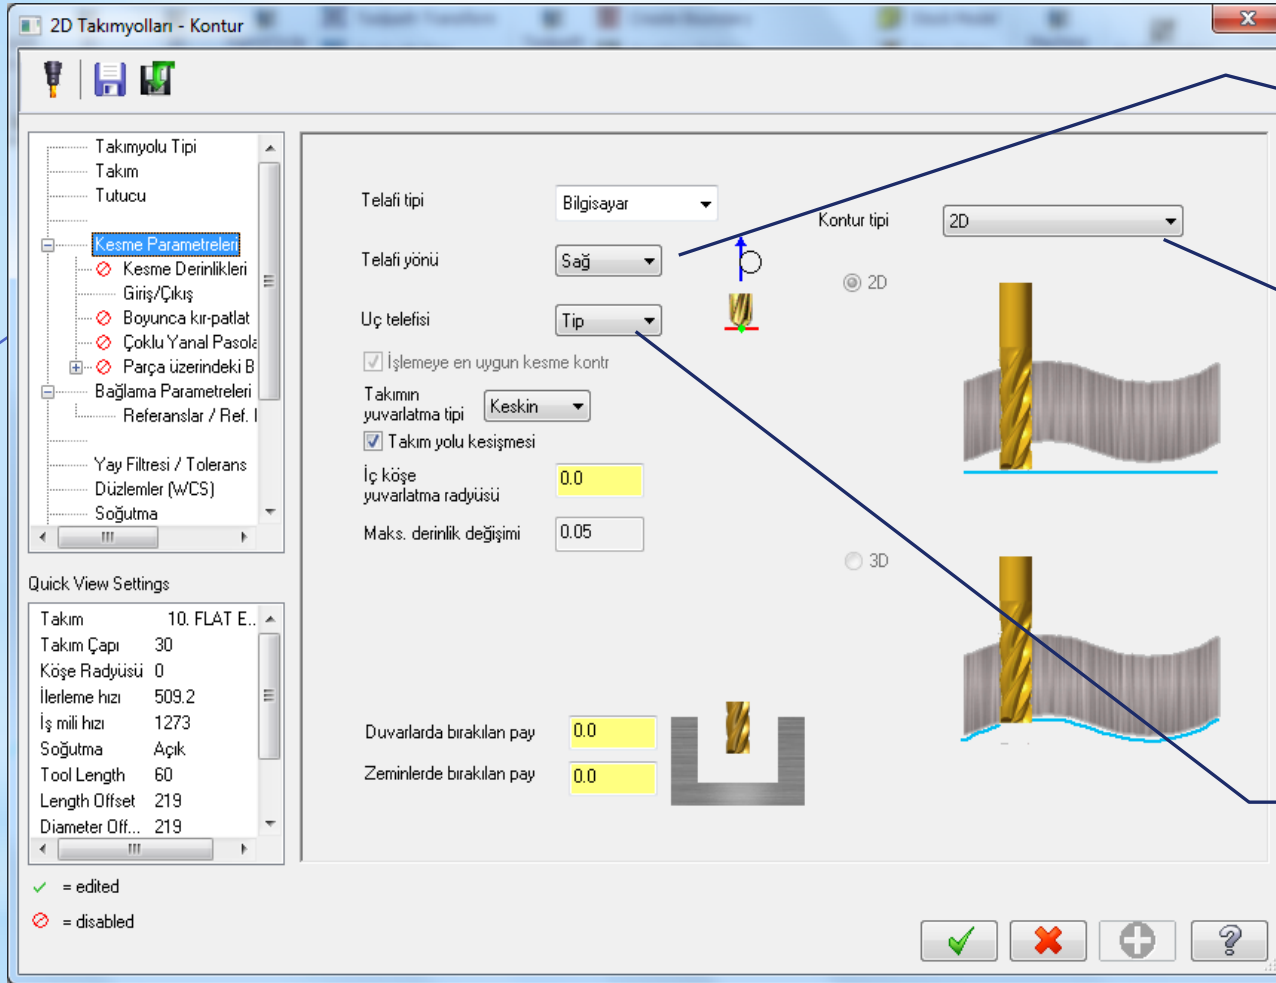 2D Takımyolları - Kontur
Takımyolu Tipi
Takım
Tutucu
Kesme Parametreleri
Kesme Derinlikleri
Giriş/Çıkış
Boyunca kır-patlat
Çoklu Yanal Pasola
Parça üzerindeki B
Bağlama Parametreleri
Referanslar / Ref.
Yay Filtresi / Tolerans
Düzlemler (WCS)
Soğutma
Telafi tipi
Bilgisayar
Telafi yönü
Sağ
Uç telefisi
Tip
İşlemeye en uygun kesme kontr
Takımın
yuvarlatma tipi
Keskin
Takım yolu kesişmesi
İç köşe
yuvarlatma radyüsü
0.0
Maks. derinlik değişimi
0.05
Kontur tipi
2D
2D
3D
Duvarlarda bırakılan pay
0.0
Zeminlerde bırakılan pay
0.0
Quick View Settings
Takım 10. FLAT E...
Takım Çapı 30
Köşe Radyüsü 0
İlerleme hızı 509.2
İş mili hızı 1273
Soğutma Açık
Tool Length 60
Length Offset 219
Diameter Off... 219
= edited
= disabled